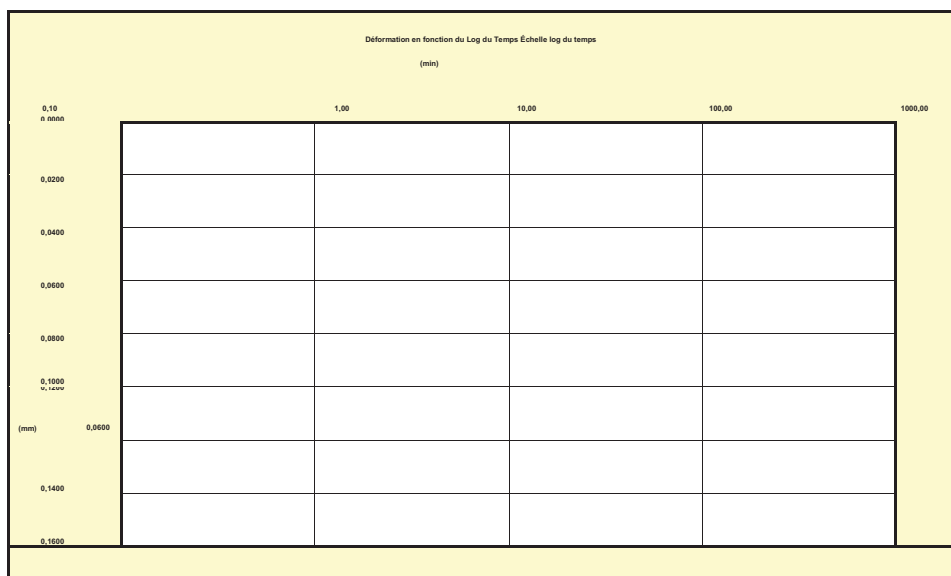 Déformation en fonction du Log du Temps Échelle log du temps
(min)
0,10 1,00 10,00 100,00 1000,00
0,0000
0,0200
0,0400
0,0600
0,0800
0,1000
0,1200
(mm) 0,0600
0,1400
0,1600